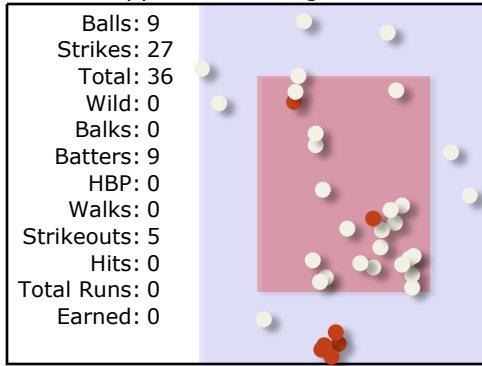 Balls: 9
Strikes: 27
Total: 36
Wild: 0
Balks: 0
Batters: 9
HBP: 0
Walks: 0
Strikeouts: 5
Hits: 0
Total Runs: 0
Earned: 0